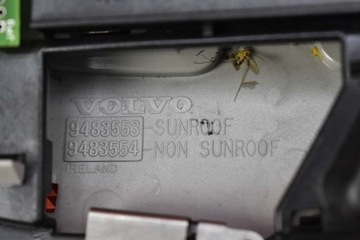 VOLVO
9483553-SUNROOF
9483554-NON SUNROOF
IRELAND